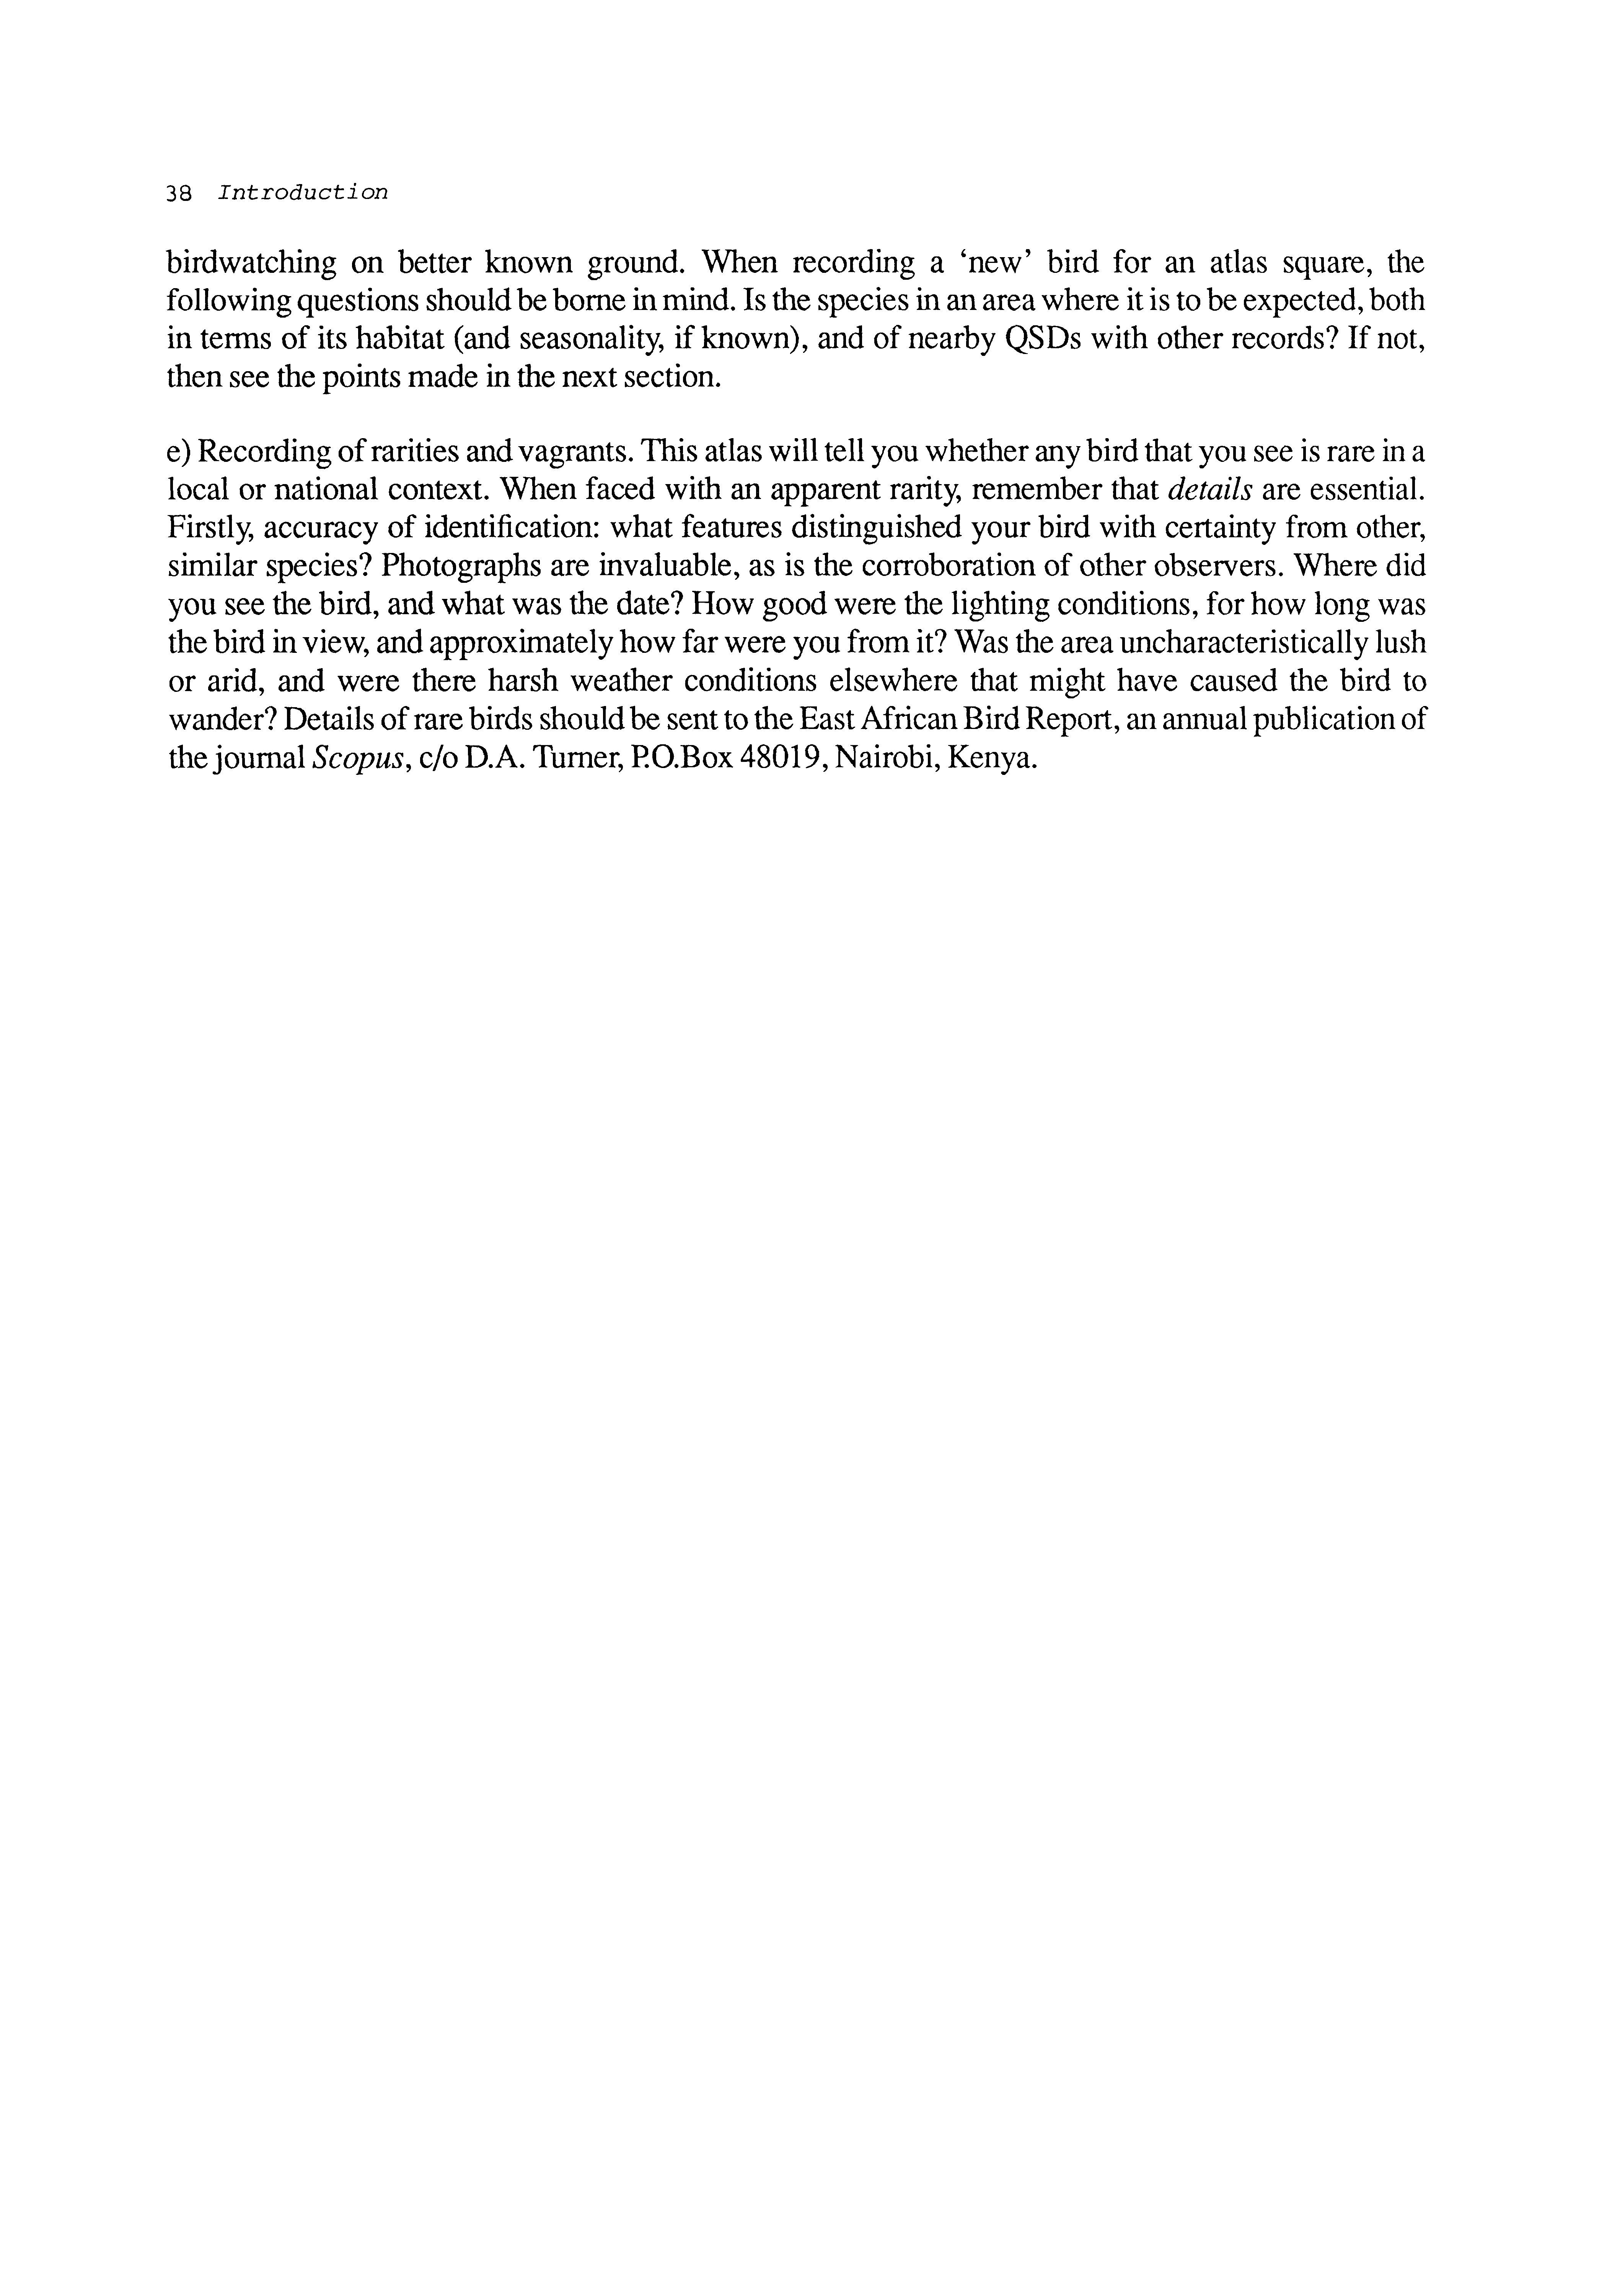 38 Introduction
birdwatching on better known ground. When recording a ‘new’ bird for an atlas square, the
following questions should be borne in mind. Is the species in an area where it is to be expected, both
in terms of its habitat (and seasonality, if known), and of nearby QSDs with other records? If not,
then see the points made in the next section.
e) Recording of rarities and vagrants. This atlas will tell you whether any bird that you see is rare in a
local or national context. When faced with an apparent rarity, remember that details are essential.
Firstly, accuracy of identification: what features distinguished your bird with certainty from other,
similar species? Photographs are invaluable, as is the corroboration of other observers. Where did
you see the bird, and what was the date? How good were the lighting conditions, for how long was
the bird in view, and approximately how far were you from it? Was the area uncharacteristically lush
or arid, and were there harsh weather conditions elsewhere that might have caused the bird to
wander? Details of rare birds should be sent to the East African Bird Report, an annual publication of
the journal Scopus, c/o D.A. Turner, P.O.Box 48019, Nairobi, Kenya.